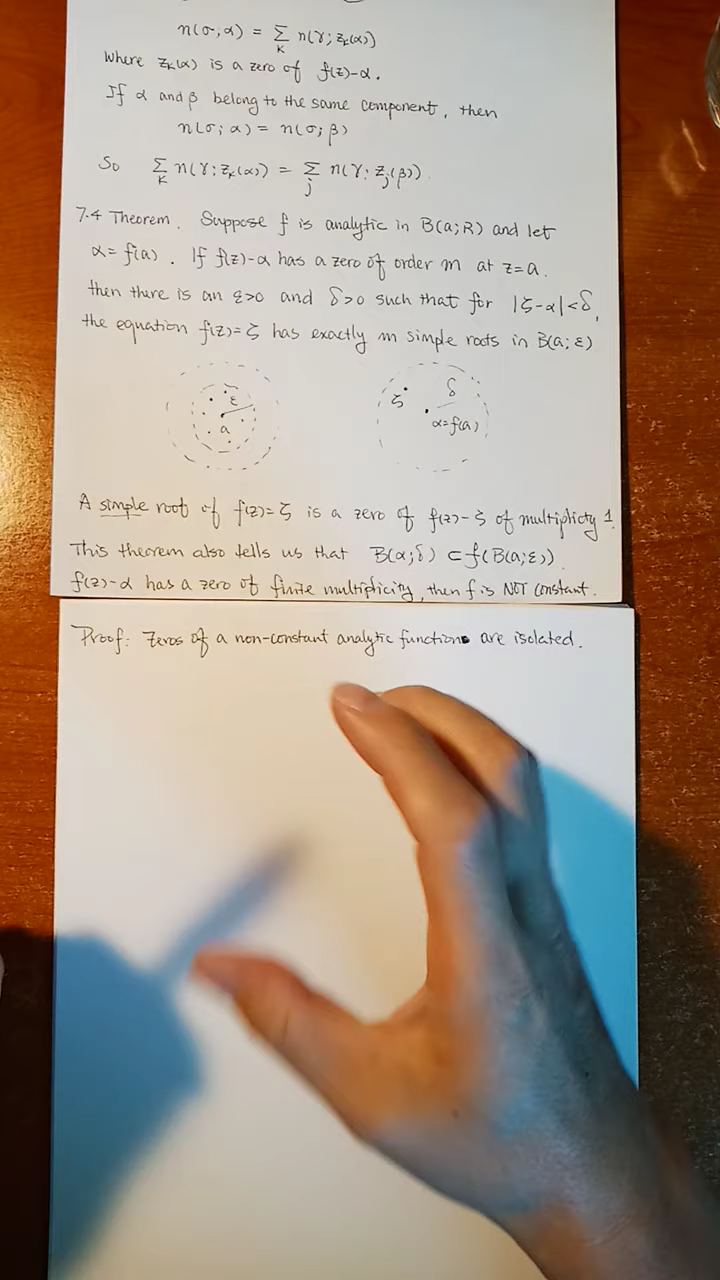 n(σ;α) = Σ_k n(γ; z_k(α))
Where z_k(α) is a zero of f(z)-α.
If α and β belong to the same component, then
n(σ; α) = n(σ; β)
So Σ_k n(γ; z_k(α)) = Σ_j n(γ; z_j(β)).
7.4 Theorem. Suppose f is analytic in B(a;R) and let
α = f(a). If f(z)-α has a zero of order m at z=a.
then there is an ε>0 and δ>0 such that for |ζ-α|<δ,
the equation f(z)=ζ has exactly m simple roots in B(a;ε)
ε a ζ δ α=f(a)
A simple root of f(z)=ζ is a zero of f(z)-ζ of multiplicty 1.
This theorem also tells us that B(α;δ) ⊂ f(B(a;ε)).
f(z)-α has a zero of finite multiplicity, then f is NOT constant.
Proof: Zeros of a non-constant analytic function are isolated.